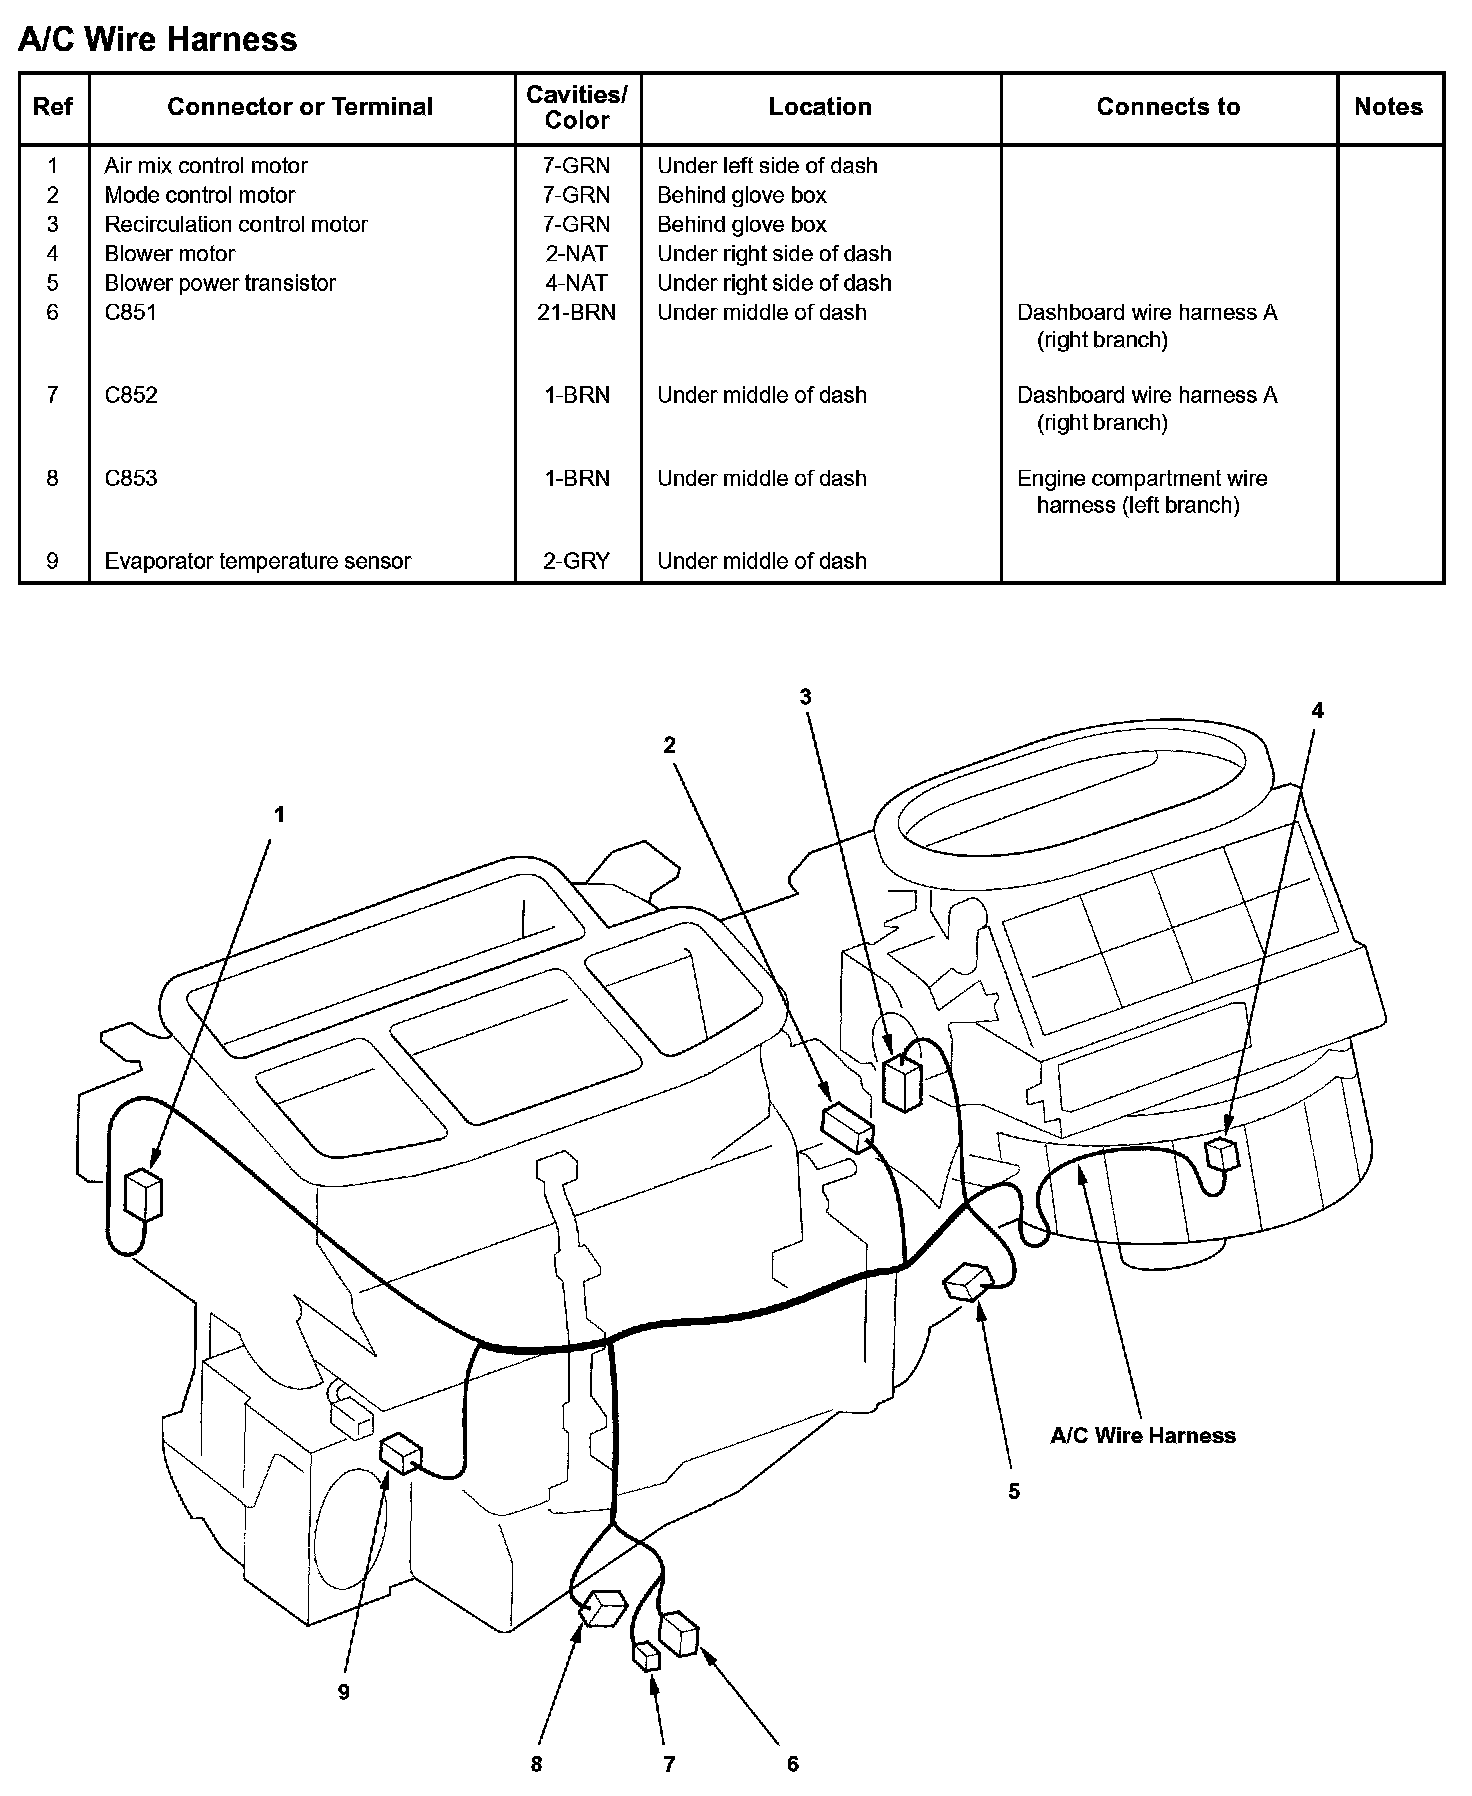 A/C Wire Harness
Ref Connector or Terminal Cavities/ Color Location Connects to Notes
1 Air mix control motor 7-GRN Under left side of dash
2 Mode control motor 7-GRN Behind glove box
3 Recirculation control motor 7-GRN Behind glove box
4 Blower motor 2-NAT Under right side of dash
5 Blower power transistor 4-NAT Under right side of dash
6 C851 21-BRN Under middle of dash Dashboard wire harness A
(right branch)
7 C852 1-BRN Under middle of dash Dashboard wire harness A
(right branch)
8 C853 1-BRN Under middle of dash Engine compartment wire
harness (left branch)
9 Evaporator temperature sensor 2-GRY Under middle of dash
3
4
2
1
A/C Wire Harness
5
9
8
7
6